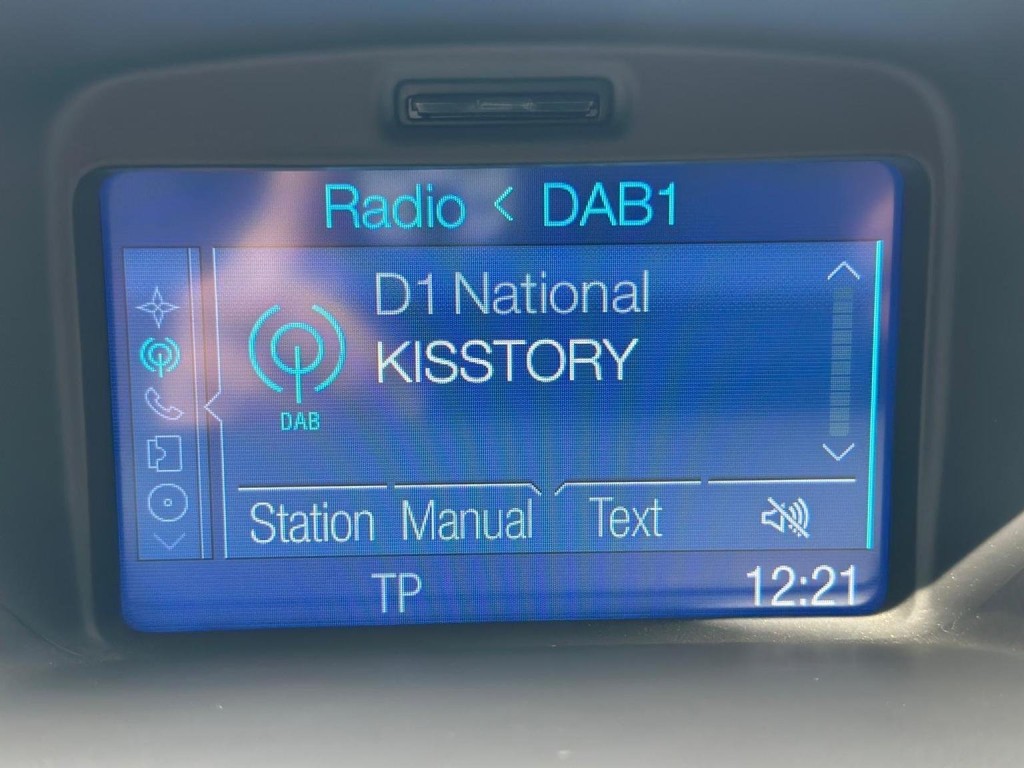 Radio < DAB1
D1 National
KISSTORY
DAB
Station Manual Text
TP 12:21